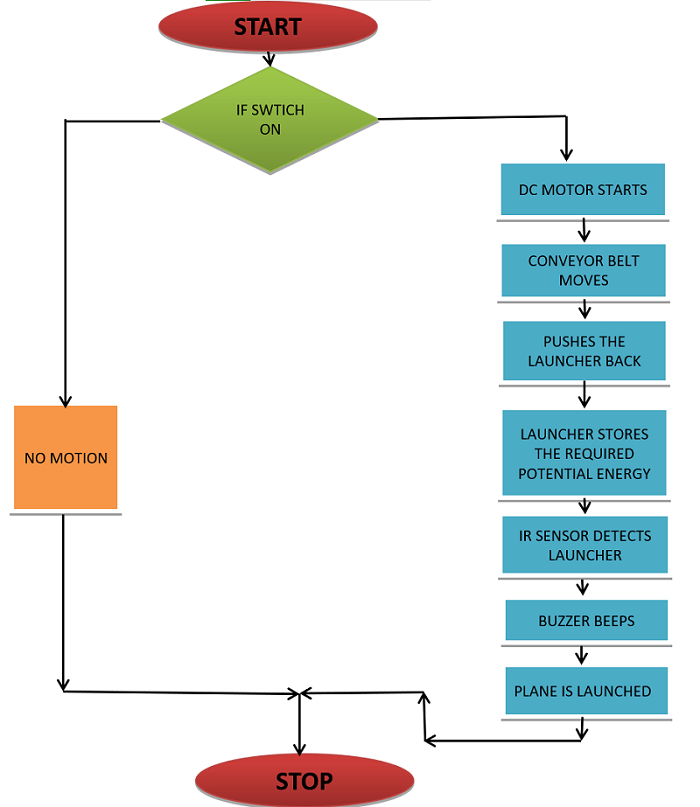 START
IF SWTICH
ON
DC MOTOR STARTS
CONVEYOR BELT
MOVES
PUSHES THE
LAUNCHER BACK
LAUNCHER STORES
THE REQUIRED
POTENTIAL ENERGY
NO MOTION
IR SENSOR DETECTS
LAUNCHER
BUZZER BEEPS
PLANE IS LAUNCHED
STOP